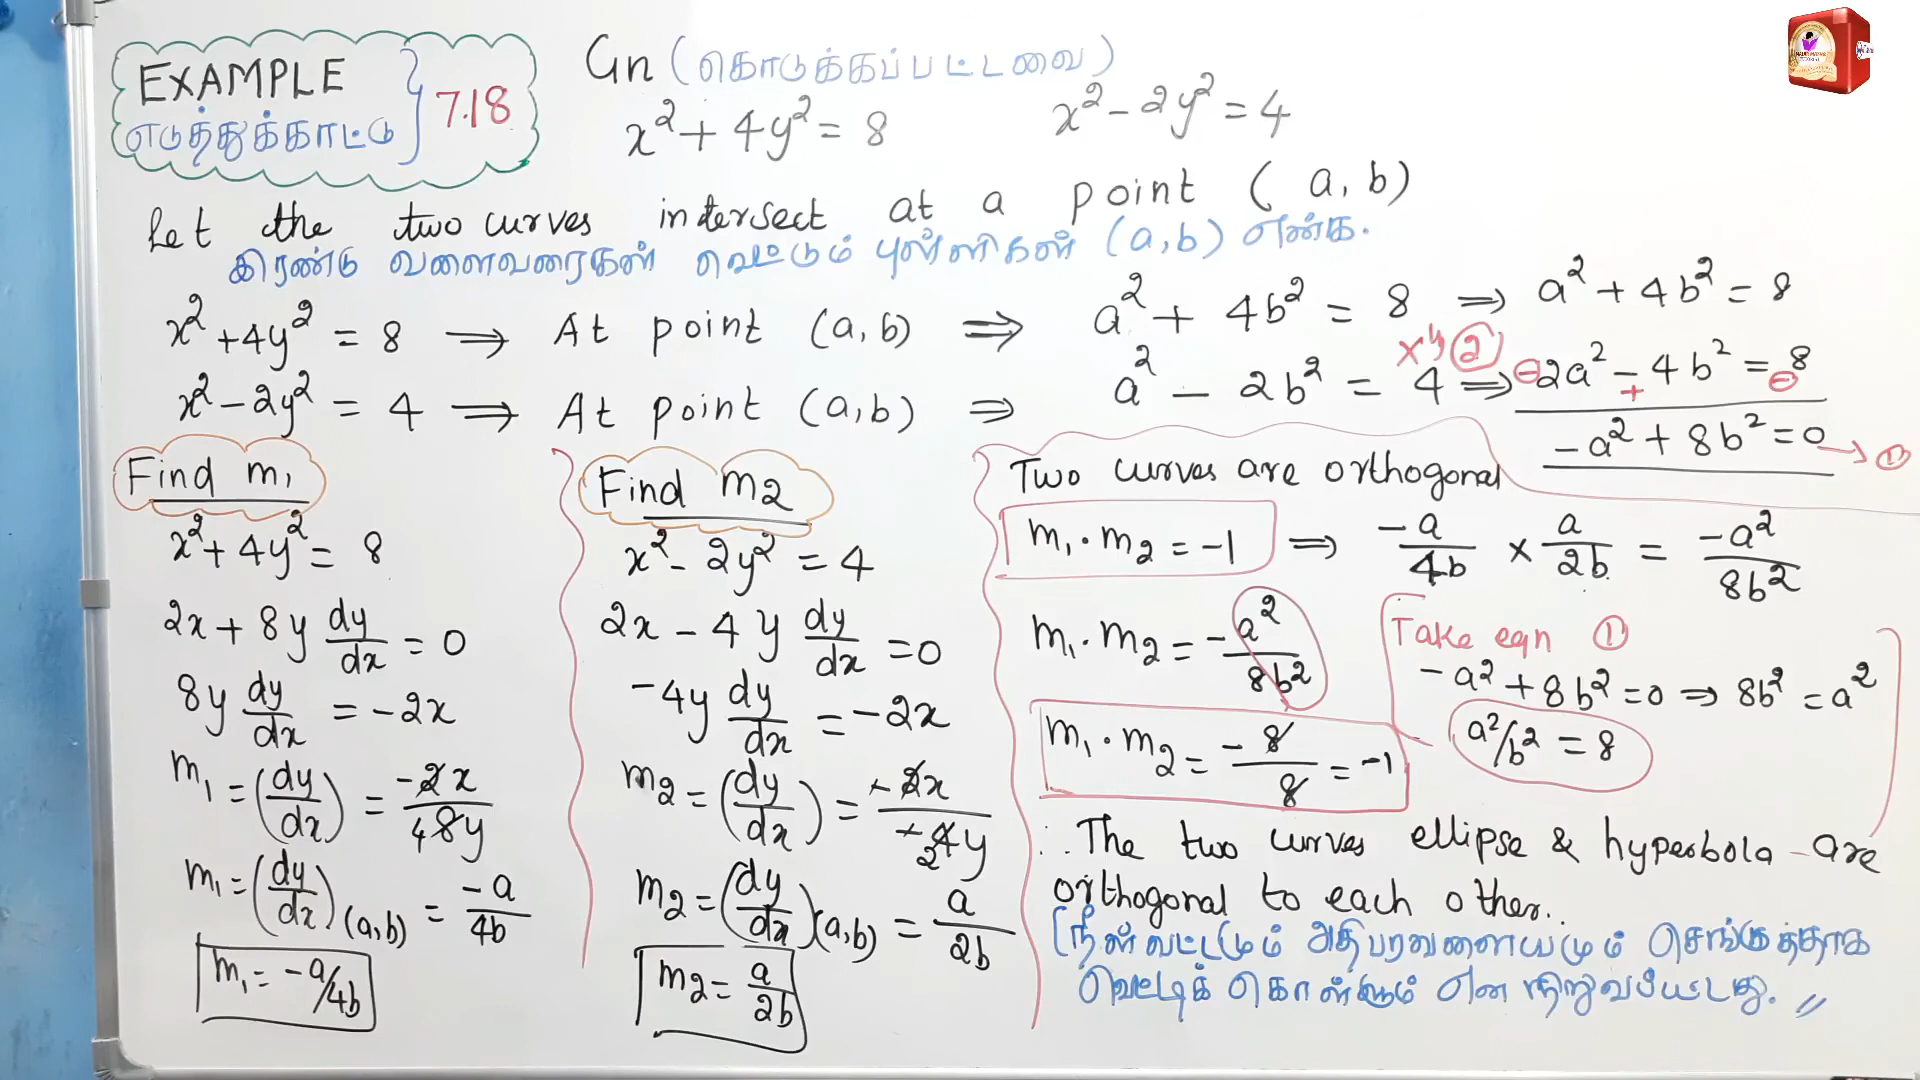 EXAMPLE
எடுத்துக்காட்டு
7.18
Gn (கொடுக்கப்பட்டவை)
x² + 4y² = 8
x² - 2y² = 4
Let the two curves intersect at a point (a, b)
இரண்டு வளைவரைகள் வெட்டும் புள்ளிகள் (a, b) என்க.
x² + 4y² = 8 → At point (a, b) ⇒ a² + 4b² = 8 ⇒ a² + 4b² = 8
x² - 2y² = 4 ⇒ At point (a, b) ⇒ a² - 2b² = 4 ⇒ 2a² - 4b² = 8
-a² + 8b² = 0 → ①
Find m₁
x² + 4y² = 8
2x + 8y dy/dx = 0
8y dy/dx = -2x
m₁ = (dy/dx) = -2x/8y
m₁ = (dy/dx)(a,b) = -a/4b
m₁ = -a/4b
Find m2
x² - 2y² = 4
2x - 4y dy/dx = 0
-4y dy/dx = -2x
m2 = (dy/dx) = -2x/-4y
m2 = (dy/dx)(a,b) = a/2b
m2 = a/2b
Two curves are orthogonal
m₁ · m2 = -1 ⇒ -a/4b × a/2b = -a²/8b²
m₁ · m2 = -a²/8b²
Take eqn ①
-a² + 8b² = 0 ⇒ 8b² = a²
a²/b² = 8
m₁ · m2 = -8/8 = -1
∴ The two curves ellipse & hyperbola are
orthogonal to each other.
[நீள்வட்டமும் அதிபரவளையமும் செங்குத்தாக
வெட்டிக் கொள்ளும் என